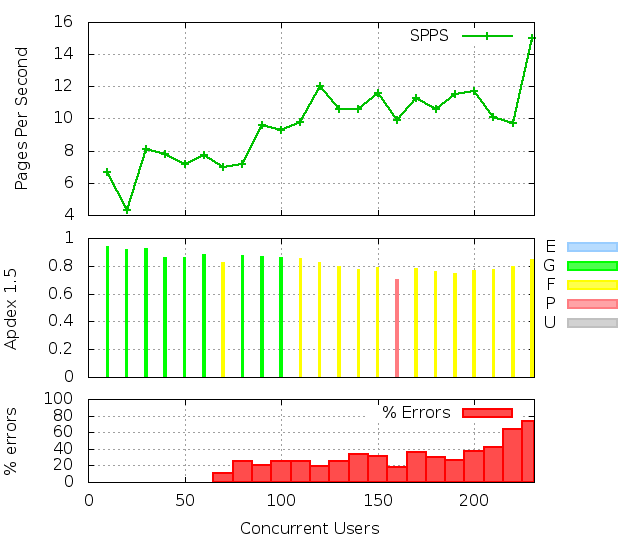 16
14
12
10
8
6
4
Pages Per Second
SPPS
1
0.8
0.6
0.4
0.2
0
Apdex 1.5
E
G
F
P
U
100
80
60
40
20
0
% errors
% Errors
0 50 100 150 200
Concurrent Users